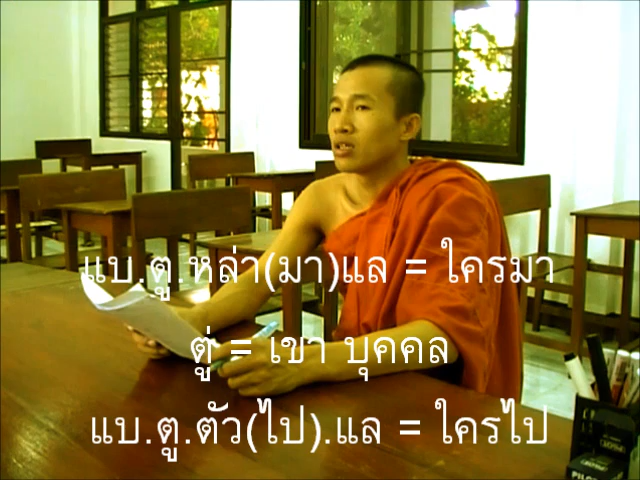 แบ.ตู.หล่า(มา)แล = ใครมา
ตู่ = เขา บุคคล
แบ.ตู.ตัว(ไป).แล = ใครไป
PILOT